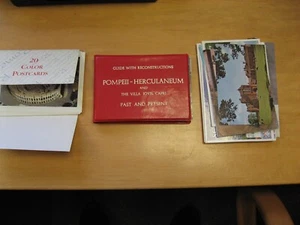 20
COLOR
POSTCARDS
GUIDE WITH RECONSTRUCTIONS
POMPEII - HERCULANEUM
AND
THE VILLA JOVIS, CAPRI
PAST AND PRESENT